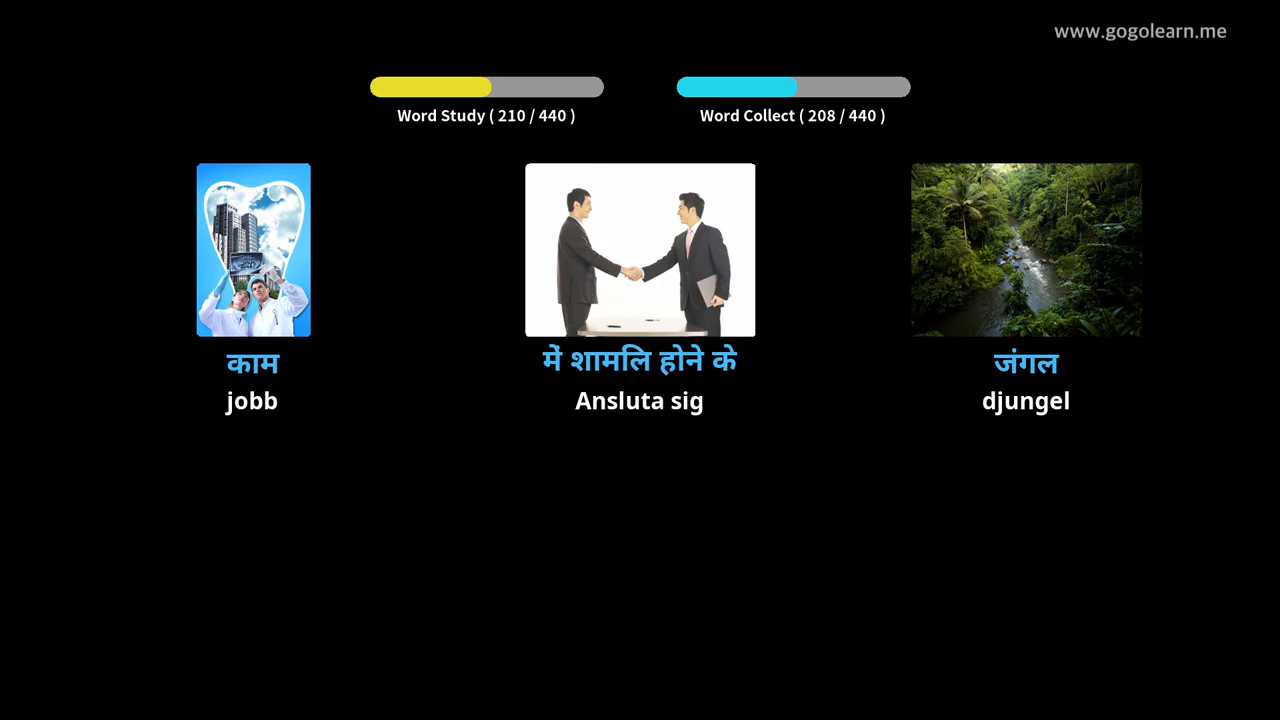 www.gogolearn.me
Word Study ( 210 / 440 )
Word Collect ( 208 / 440 )
काम
में शामलि होने के
जंगल
jobb
Ansluta sig
djungel